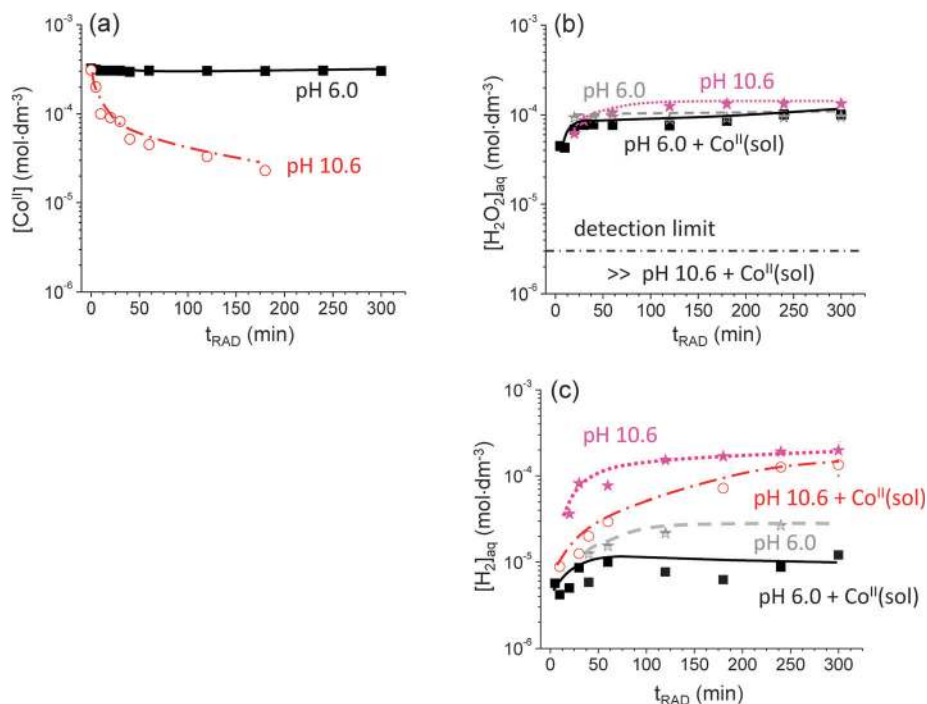 (a)
10⁻³
10⁻⁴
10⁻⁵
10⁻⁶
[Coᴵᴵ] (mol·dm⁻³)
pH 6.0
pH 10.6
0 50 100 150 200 250 300
t_RAD (min)
(b)
10⁻³
10⁻⁴
10⁻⁵
10⁻⁶
[H₂O₂]aq (mol·dm⁻³)
pH 6.0
pH 10.6
pH 6.0 + Coᴵᴵ(sol)
detection limit
>> pH 10.6 + Coᴵᴵ(sol)
0 50 100 150 200 250 300
t_RAD (min)
(c)
10⁻³
10⁻⁴
10⁻⁵
10⁻⁶
[H₂]aq (mol·dm⁻³)
pH 10.6
pH 10.6 + Coᴵᴵ(sol)
pH 6.0
pH 6.0 + Coᴵᴵ(sol)
0 50 100 150 200 250 300
t_RAD (min)